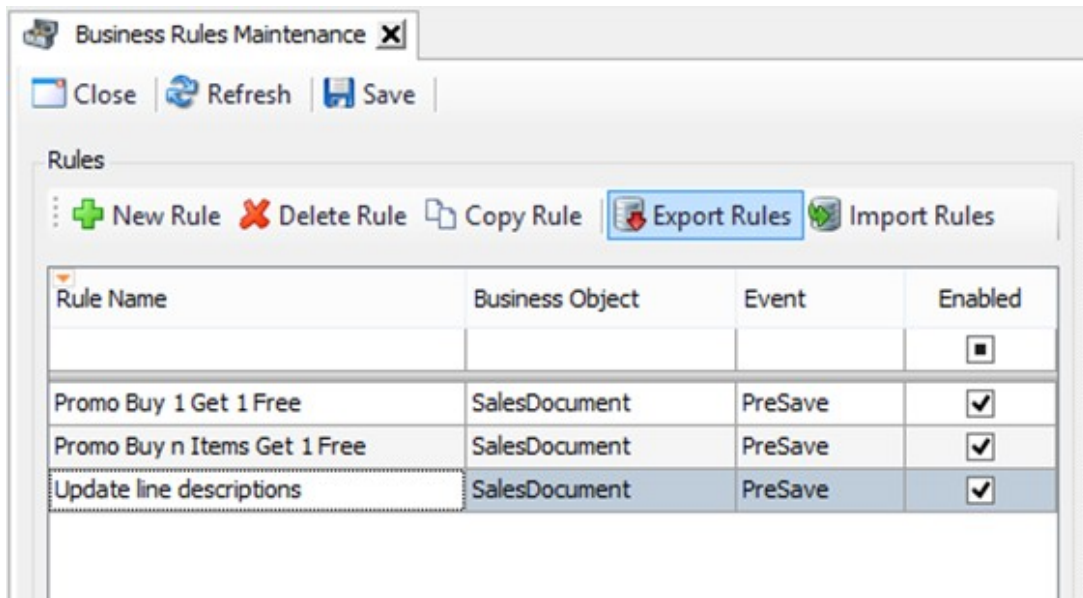 Business Rules Maintenance
Close Refresh Save
Rules
New Rule Delete Rule Copy Rule Export Rules Import Rules
Rule Name Business Object Event Enabled
Promo Buy 1 Get 1 Free SalesDocument PreSave
Promo Buy n Items Get 1 Free SalesDocument PreSave
Update line descriptions SalesDocument PreSave